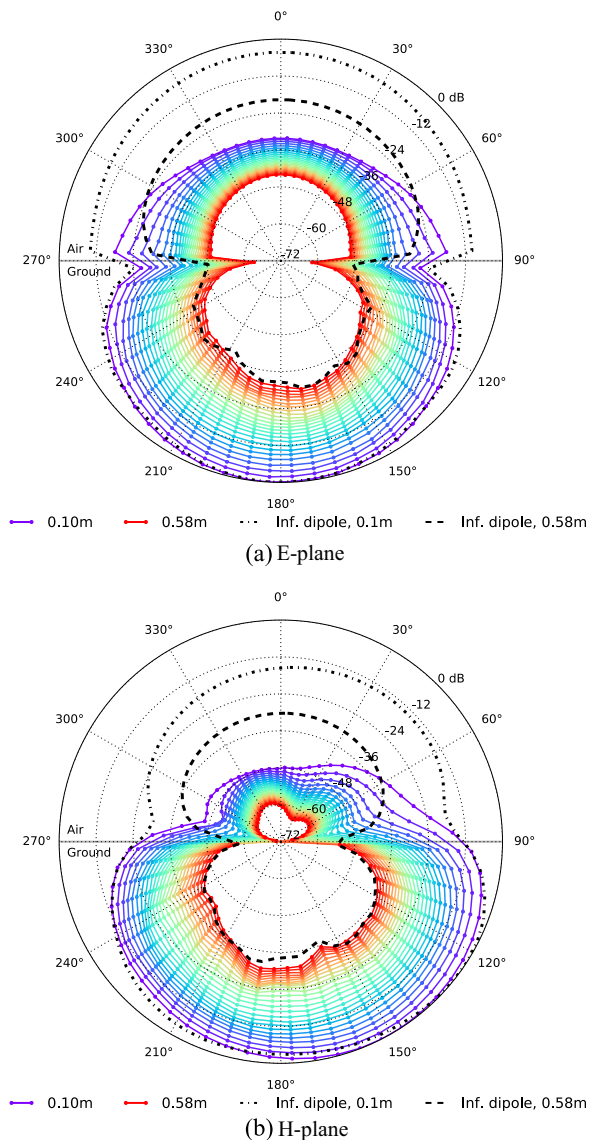 0°
330° 30°
0 dB
-12
300° 60°
-24
-36
-48
-60
Air
-72
270° 90°
Ground
240° 120°
210° 150°
180°
0.10m 0.58m Inf. dipole, 0.1m Inf. dipole, 0.58m
(a) E-plane
0°
330° 30°
0 dB
-12
300° 60°
-24
-36
-48
-60
Air
-72
270° 90°
Ground
240° 120°
210° 150°
180°
0.10m 0.58m Inf. dipole, 0.1m Inf. dipole, 0.58m
(b) H-plane